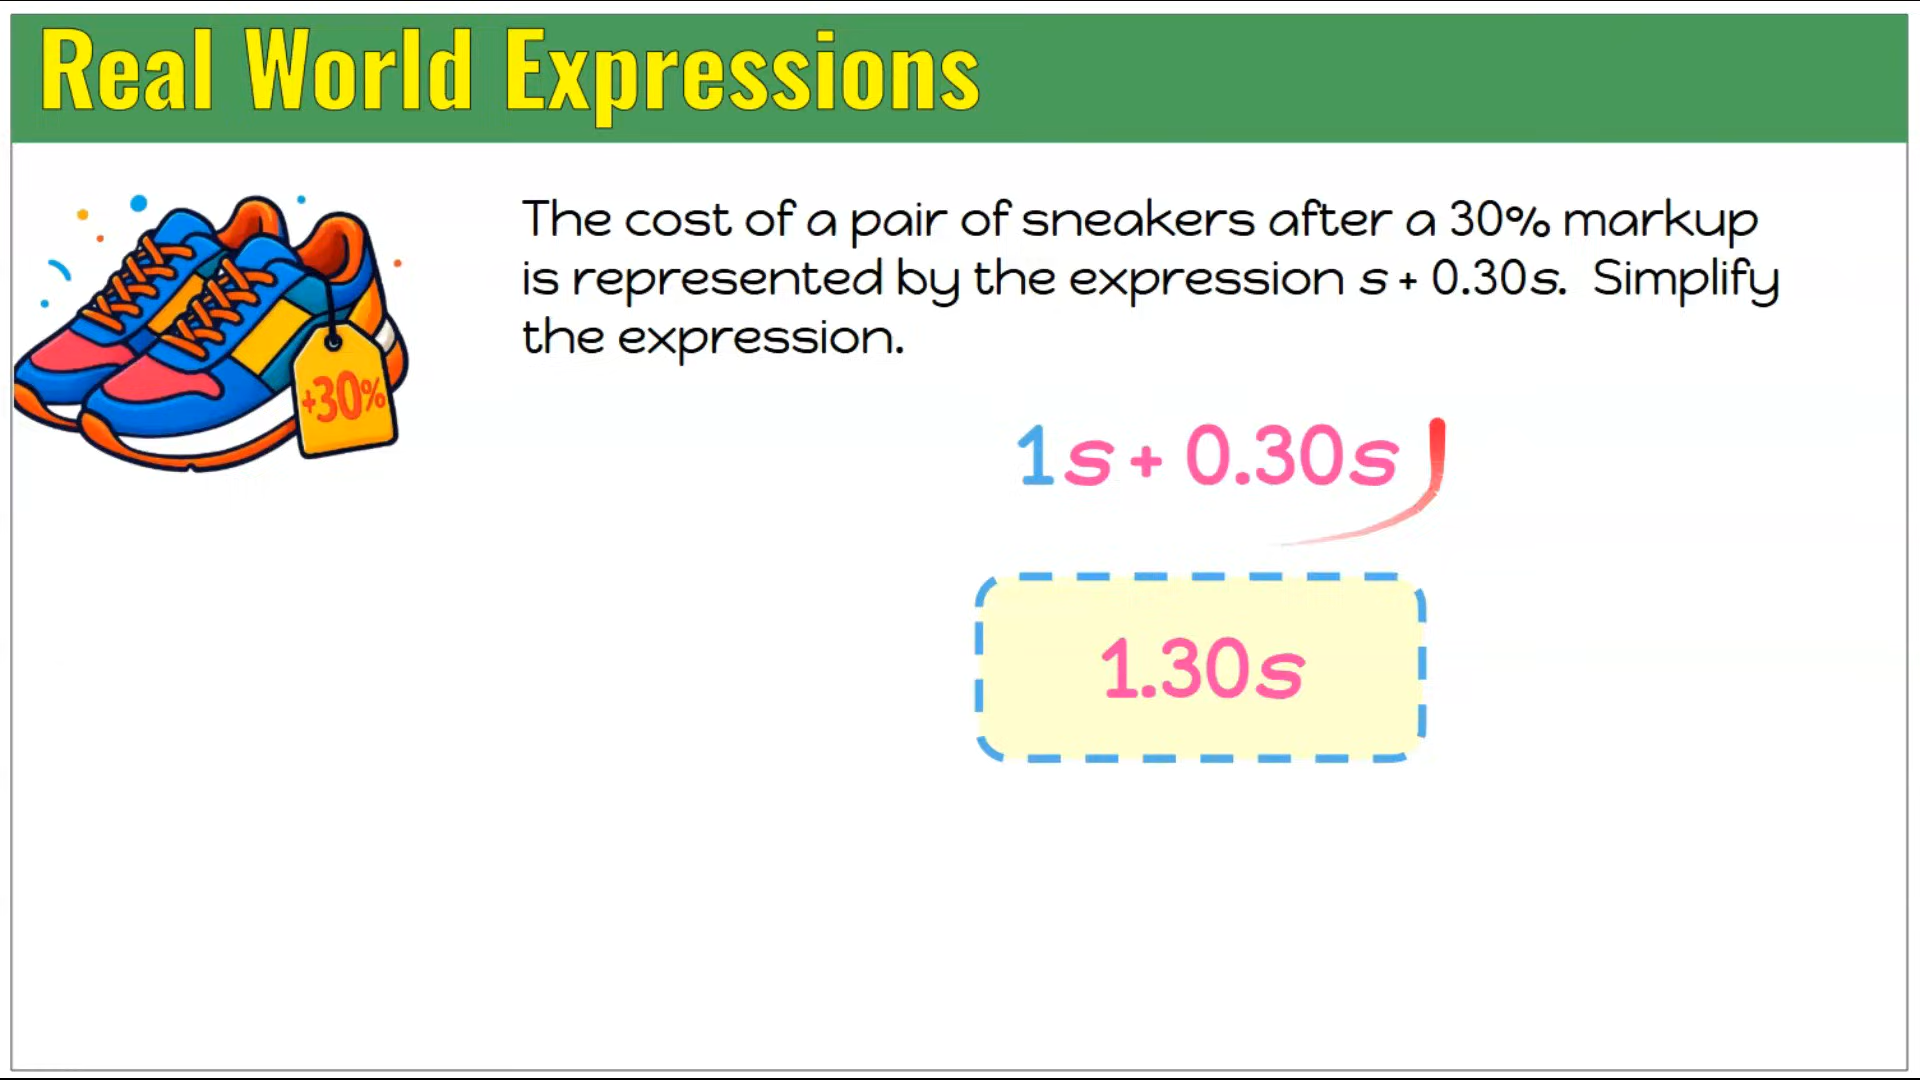 Real World Expressions
The cost of a pair of sneakers after a 30% markup
is represented by the expression s + 0.30s. Simplify
the expression.
+30%
1s + 0.30s
1.30s